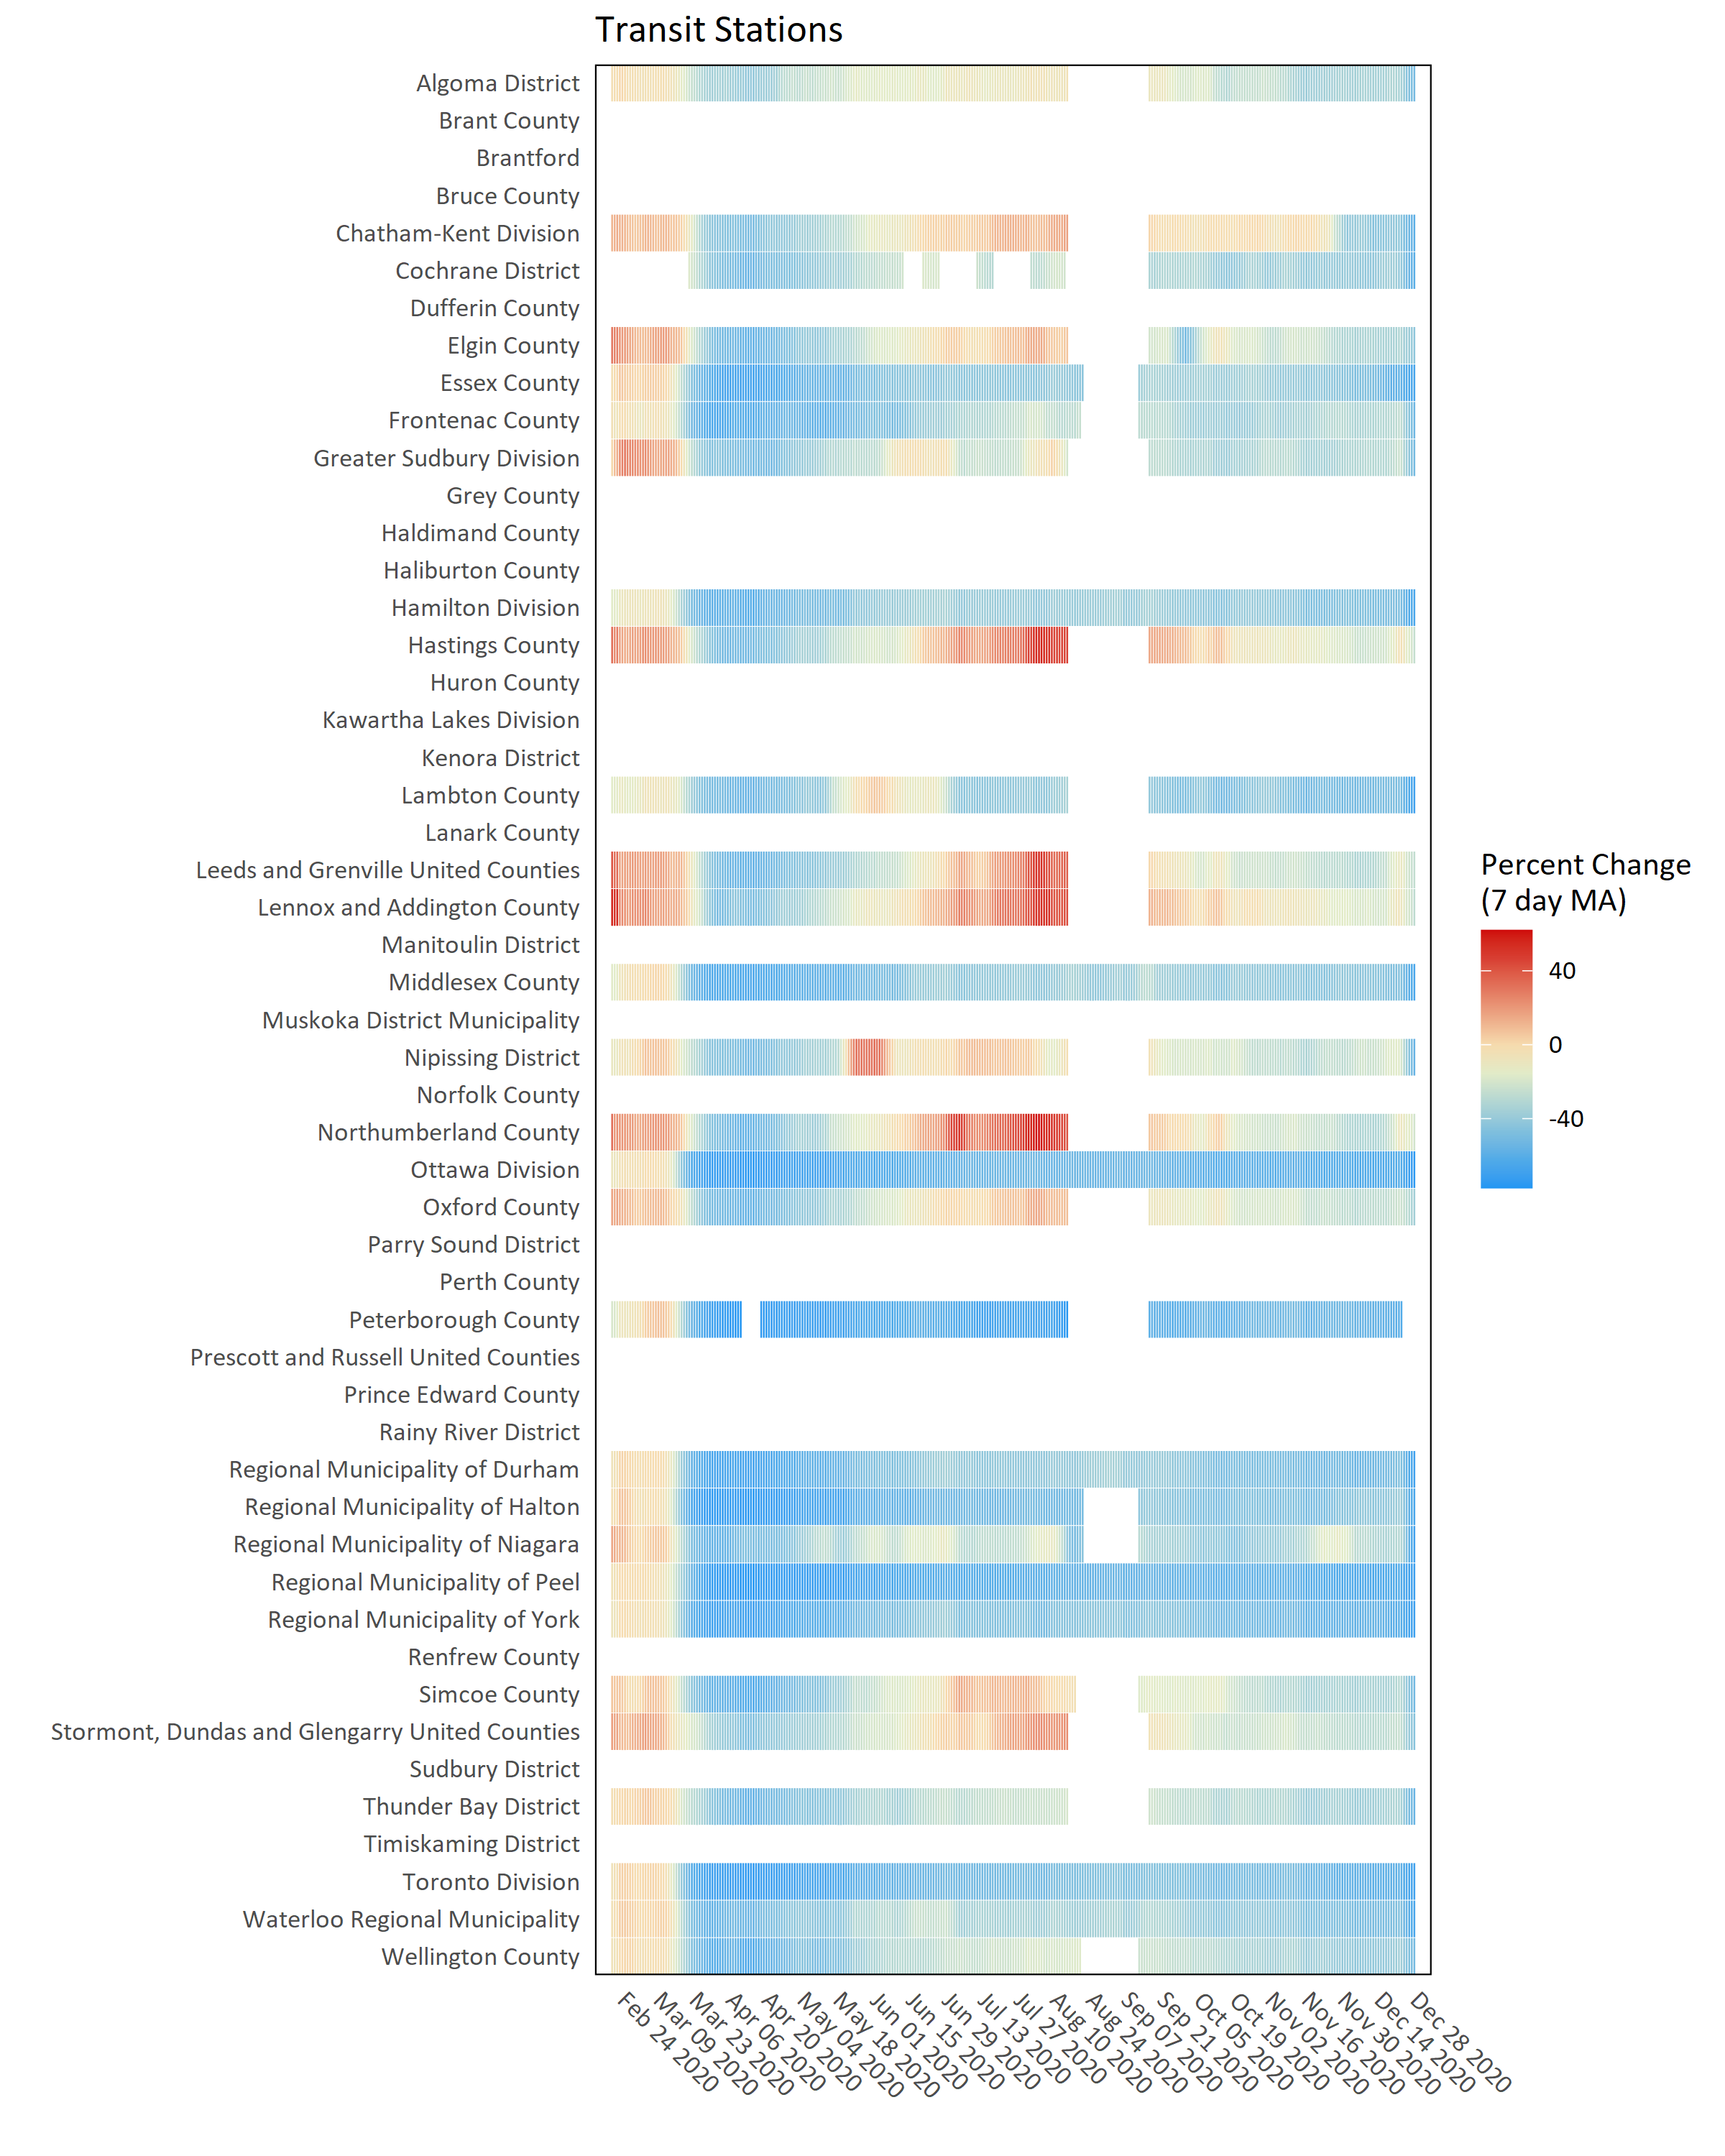 Transit Stations
Algoma District
Brant County
Brantford
Bruce County
Chatham-Kent Division
Cochrane District
Dufferin County
Elgin County
Essex County
Frontenac County
Greater Sudbury Division
Grey County
Haldimand County
Haliburton County
Hamilton Division
Hastings County
Huron County
Kawartha Lakes Division
Kenora District
Lambton County
Lanark County
Leeds and Grenville United Counties
Lennox and Addington County
Manitoulin District
Middlesex County
Muskoka District Municipality
Nipissing District
Norfolk County
Northumberland County
Ottawa Division
Oxford County
Parry Sound District
Perth County
Peterborough County
Prescott and Russell United Counties
Prince Edward County
Rainy River District
Regional Municipality of Durham
Regional Municipality of Halton
Regional Municipality of Niagara
Regional Municipality of Peel
Regional Municipality of York
Renfrew County
Simcoe County
Stormont, Dundas and Glengarry United Counties
Sudbury District
Thunder Bay District
Timiskaming District
Toronto Division
Waterloo Regional Municipality
Wellington County
Feb 24 2020
Mar 09 2020
Mar 23 2020
Apr 06 2020
Apr 20 2020
May 04 2020
May 18 2020
Jun 01 2020
Jun 15 2020
Jun 29 2020
Jul 13 2020
Jul 27 2020
Aug 10 2020
Aug 24 2020
Sep 07 2020
Sep 21 2020
Oct 05 2020
Oct 19 2020
Nov 02 2020
Nov 16 2020
Nov 30 2020
Dec 14 2020
Dec 28 2020
Percent Change
(7 day MA)
40
0
-40